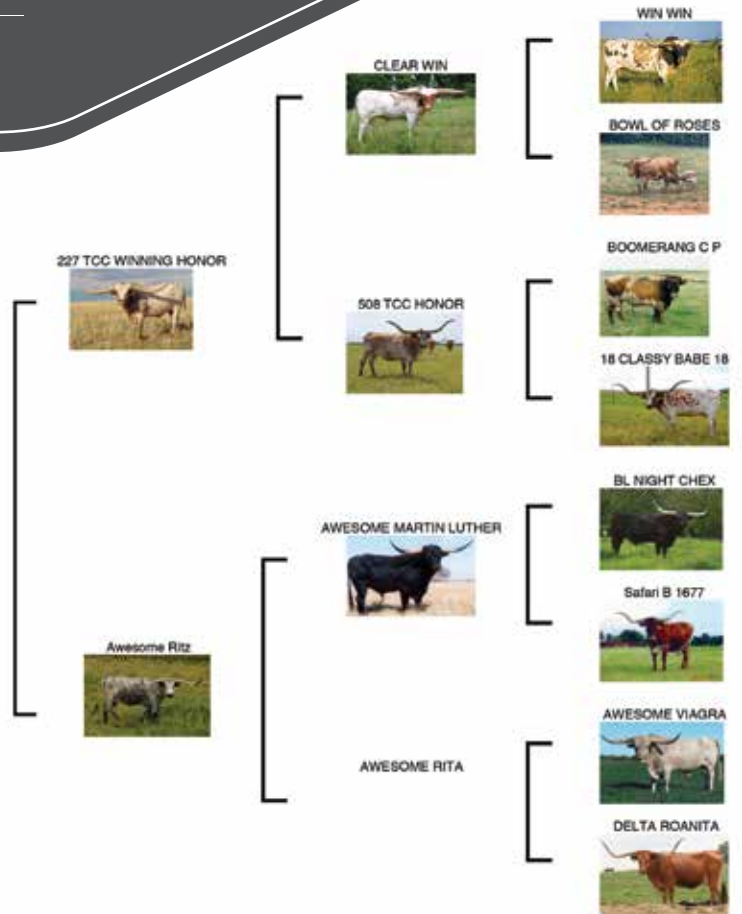 WIN WIN
CLEAR WIN
BOWL OF ROSES
227 TCC WINNING HONOR
BOOMERANG C P
508 TCC HONOR
18 CLASSY BABE 18
BL NIGHT CHEX
AWESOME MARTIN LUTHER
Safari B 1677
Awesome Ritz
AWESOME VIAGRA
AWESOME RITA
DELTA ROANITA